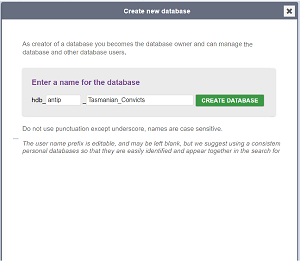 Create new database
As creator of a database you becomes the database owner and can manage the
database and other database users.
Enter a name for the database
hdb_ antip _ Tasmanian_Convicts CREATE DATABASE
Do not use punctuation except underscore, names are case sensitive.
The user name prefix is editable, and may be left blank, but we suggest using a consistent
personal databases so that they are easily identified and appear together in the search for